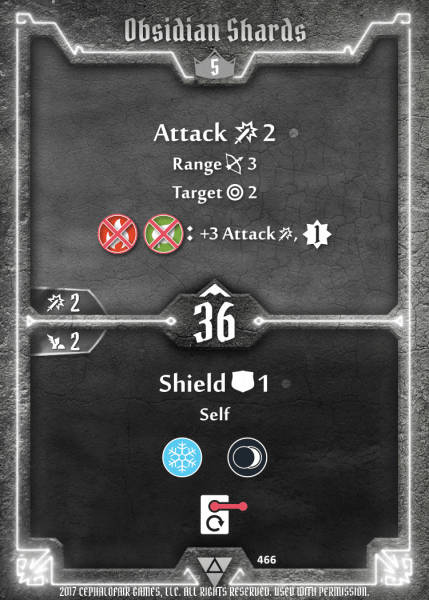 Obsidian Shards
5
Attack 2
Range 3
Target 2
: +3 Attack , 1
2
36
2
Shield 1
Self
466
2017 CEPHALOFAIR GAMES, LLC. ALL RIGHTS RESERVED. USED WITH PERMISSION.